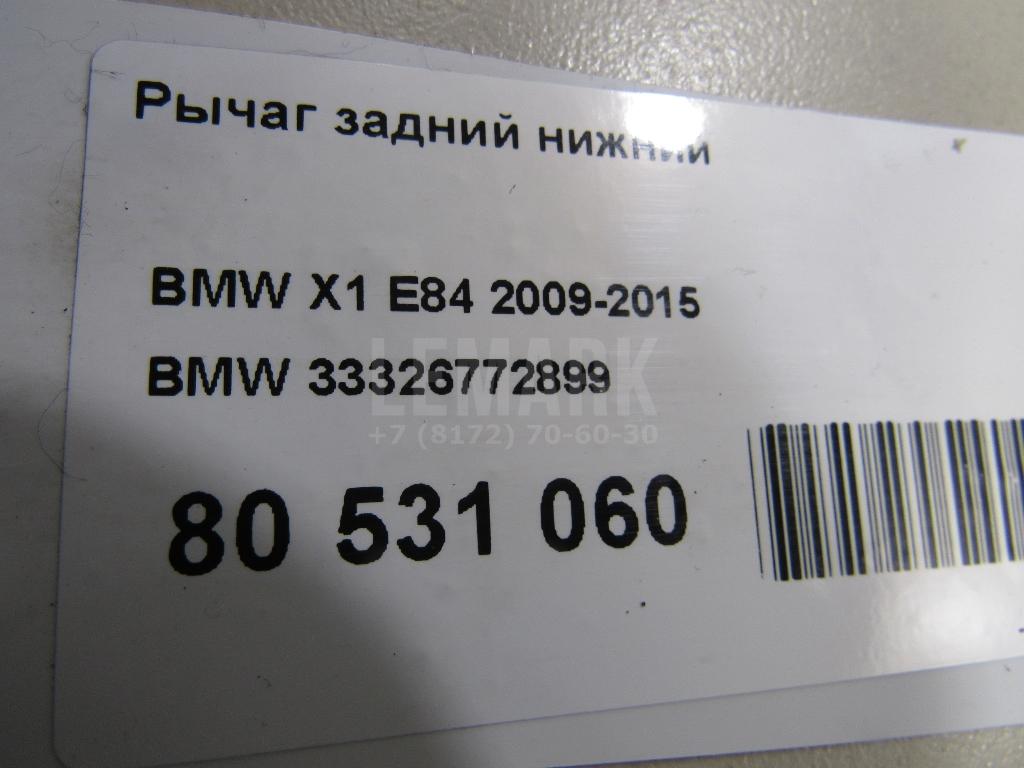 Рычаг задний нижний
BMW X1 E84 2009-2015
BMW 33326772899
LEMARK
+7 (8172) 70-60-30
80 531 060